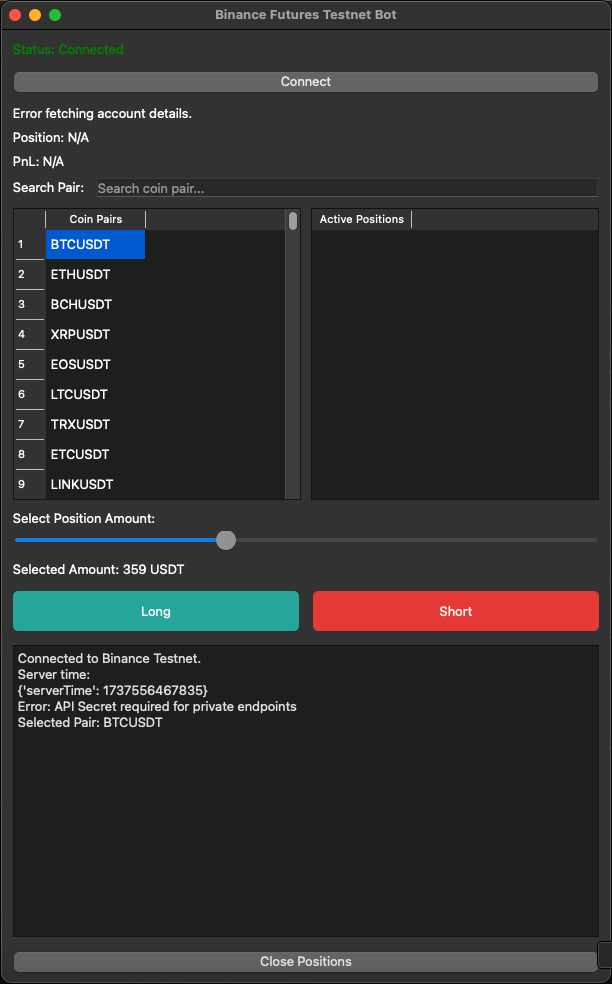 Binance Futures Testnet Bot
Status: Connected
Connect
Error fetching account details.
Position: N/A
PnL: N/A
Search Pair: Search coin pair...
Coin Pairs
1 BTCUSDT
2 ETHUSDT
3 BCHUSDT
4 XRPUSDT
5 EOSUSDT
6 LTCUSDT
7 TRXUSDT
8 ETCUSDT
9 LINKUSDT
Active Positions
Select Position Amount:
Selected Amount: 359 USDT
Long
Short
Connected to Binance Testnet.
Server time:
{'serverTime': 1737556467835}
Error: API Secret required for private endpoints
Selected Pair: BTCUSDT
Close Positions